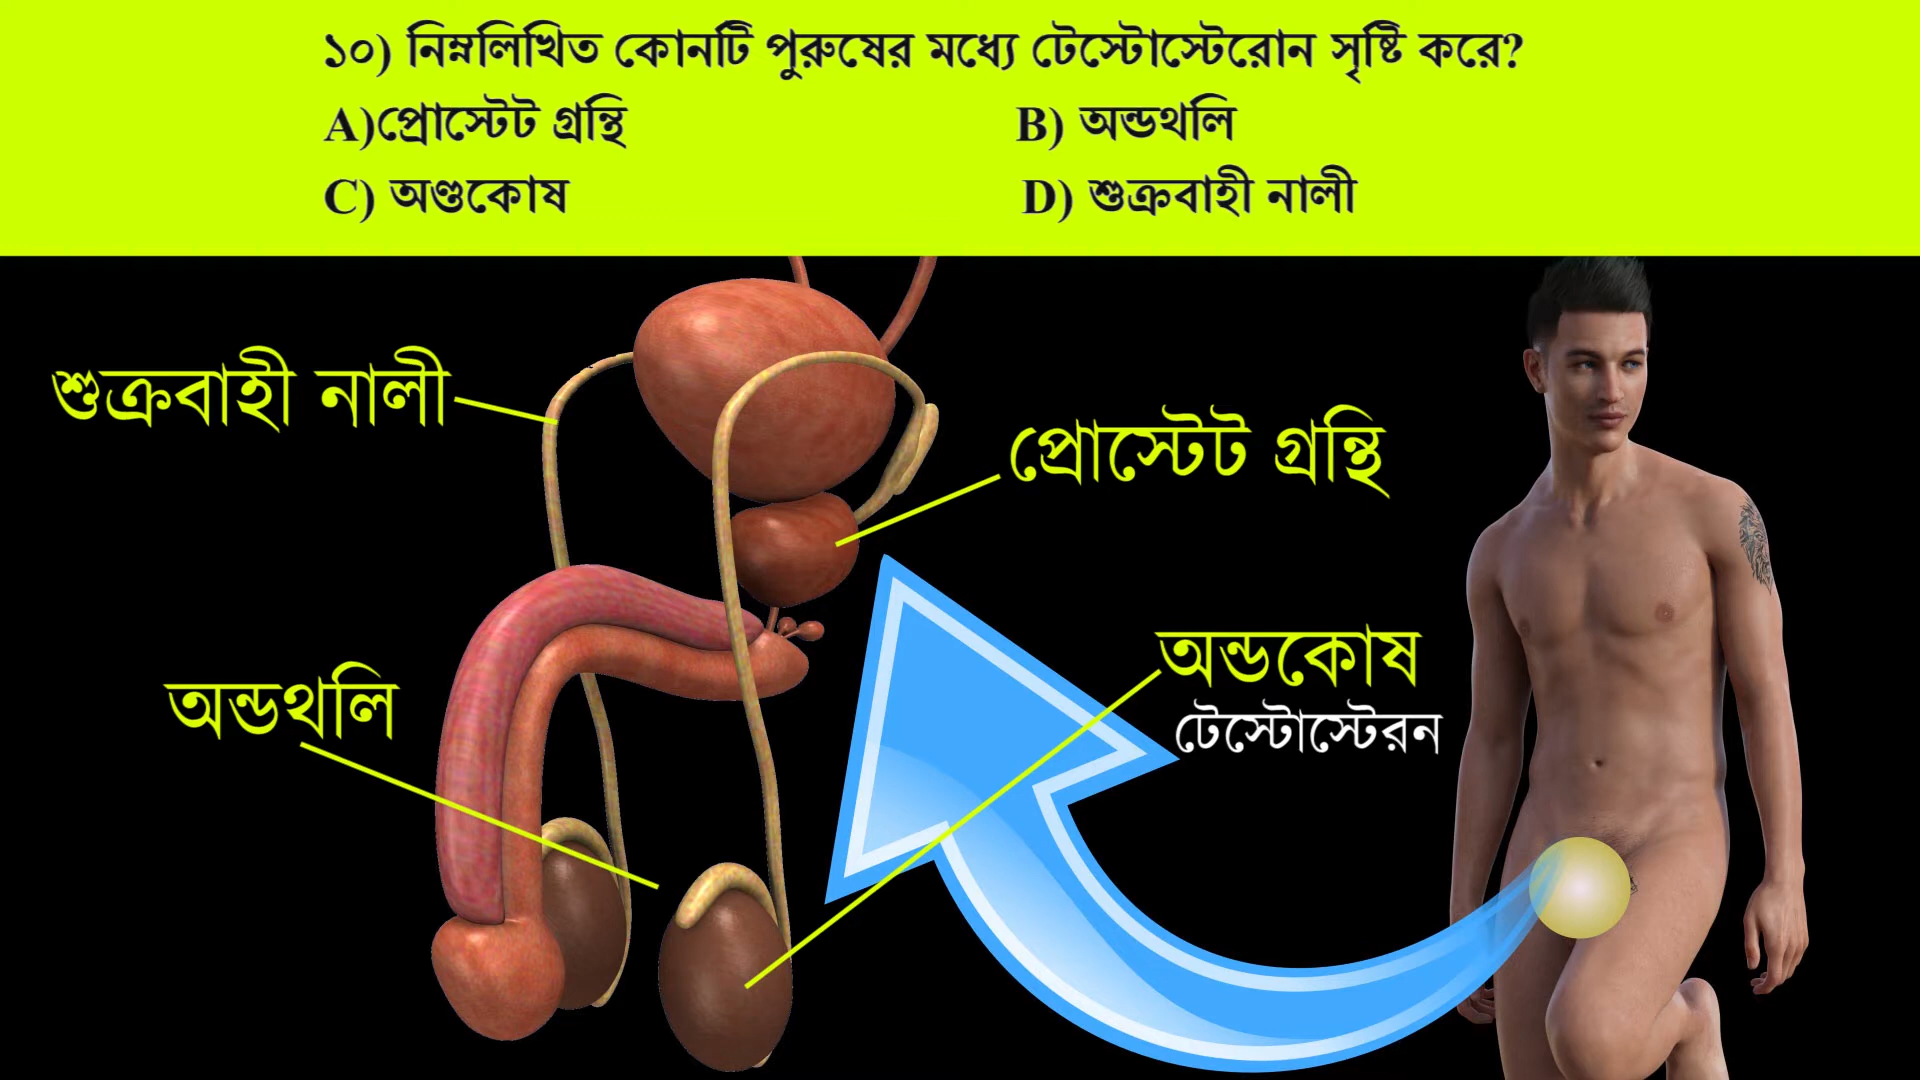 ১০) নিম্নলিখিত কোনটি পুরুষের মধ্যে টেস্টোস্টেরোন সৃষ্টি করে?
A)প্রোস্টেট গ্রন্থি B) অন্ডথলি
C) অণ্ডকোষ D) শুক্রবাহী নালী
শুক্রবাহী নালী
প্রোস্টেট গ্রন্থি
অন্ডকোষ
টেস্টোস্টেরন
অন্ডথলি